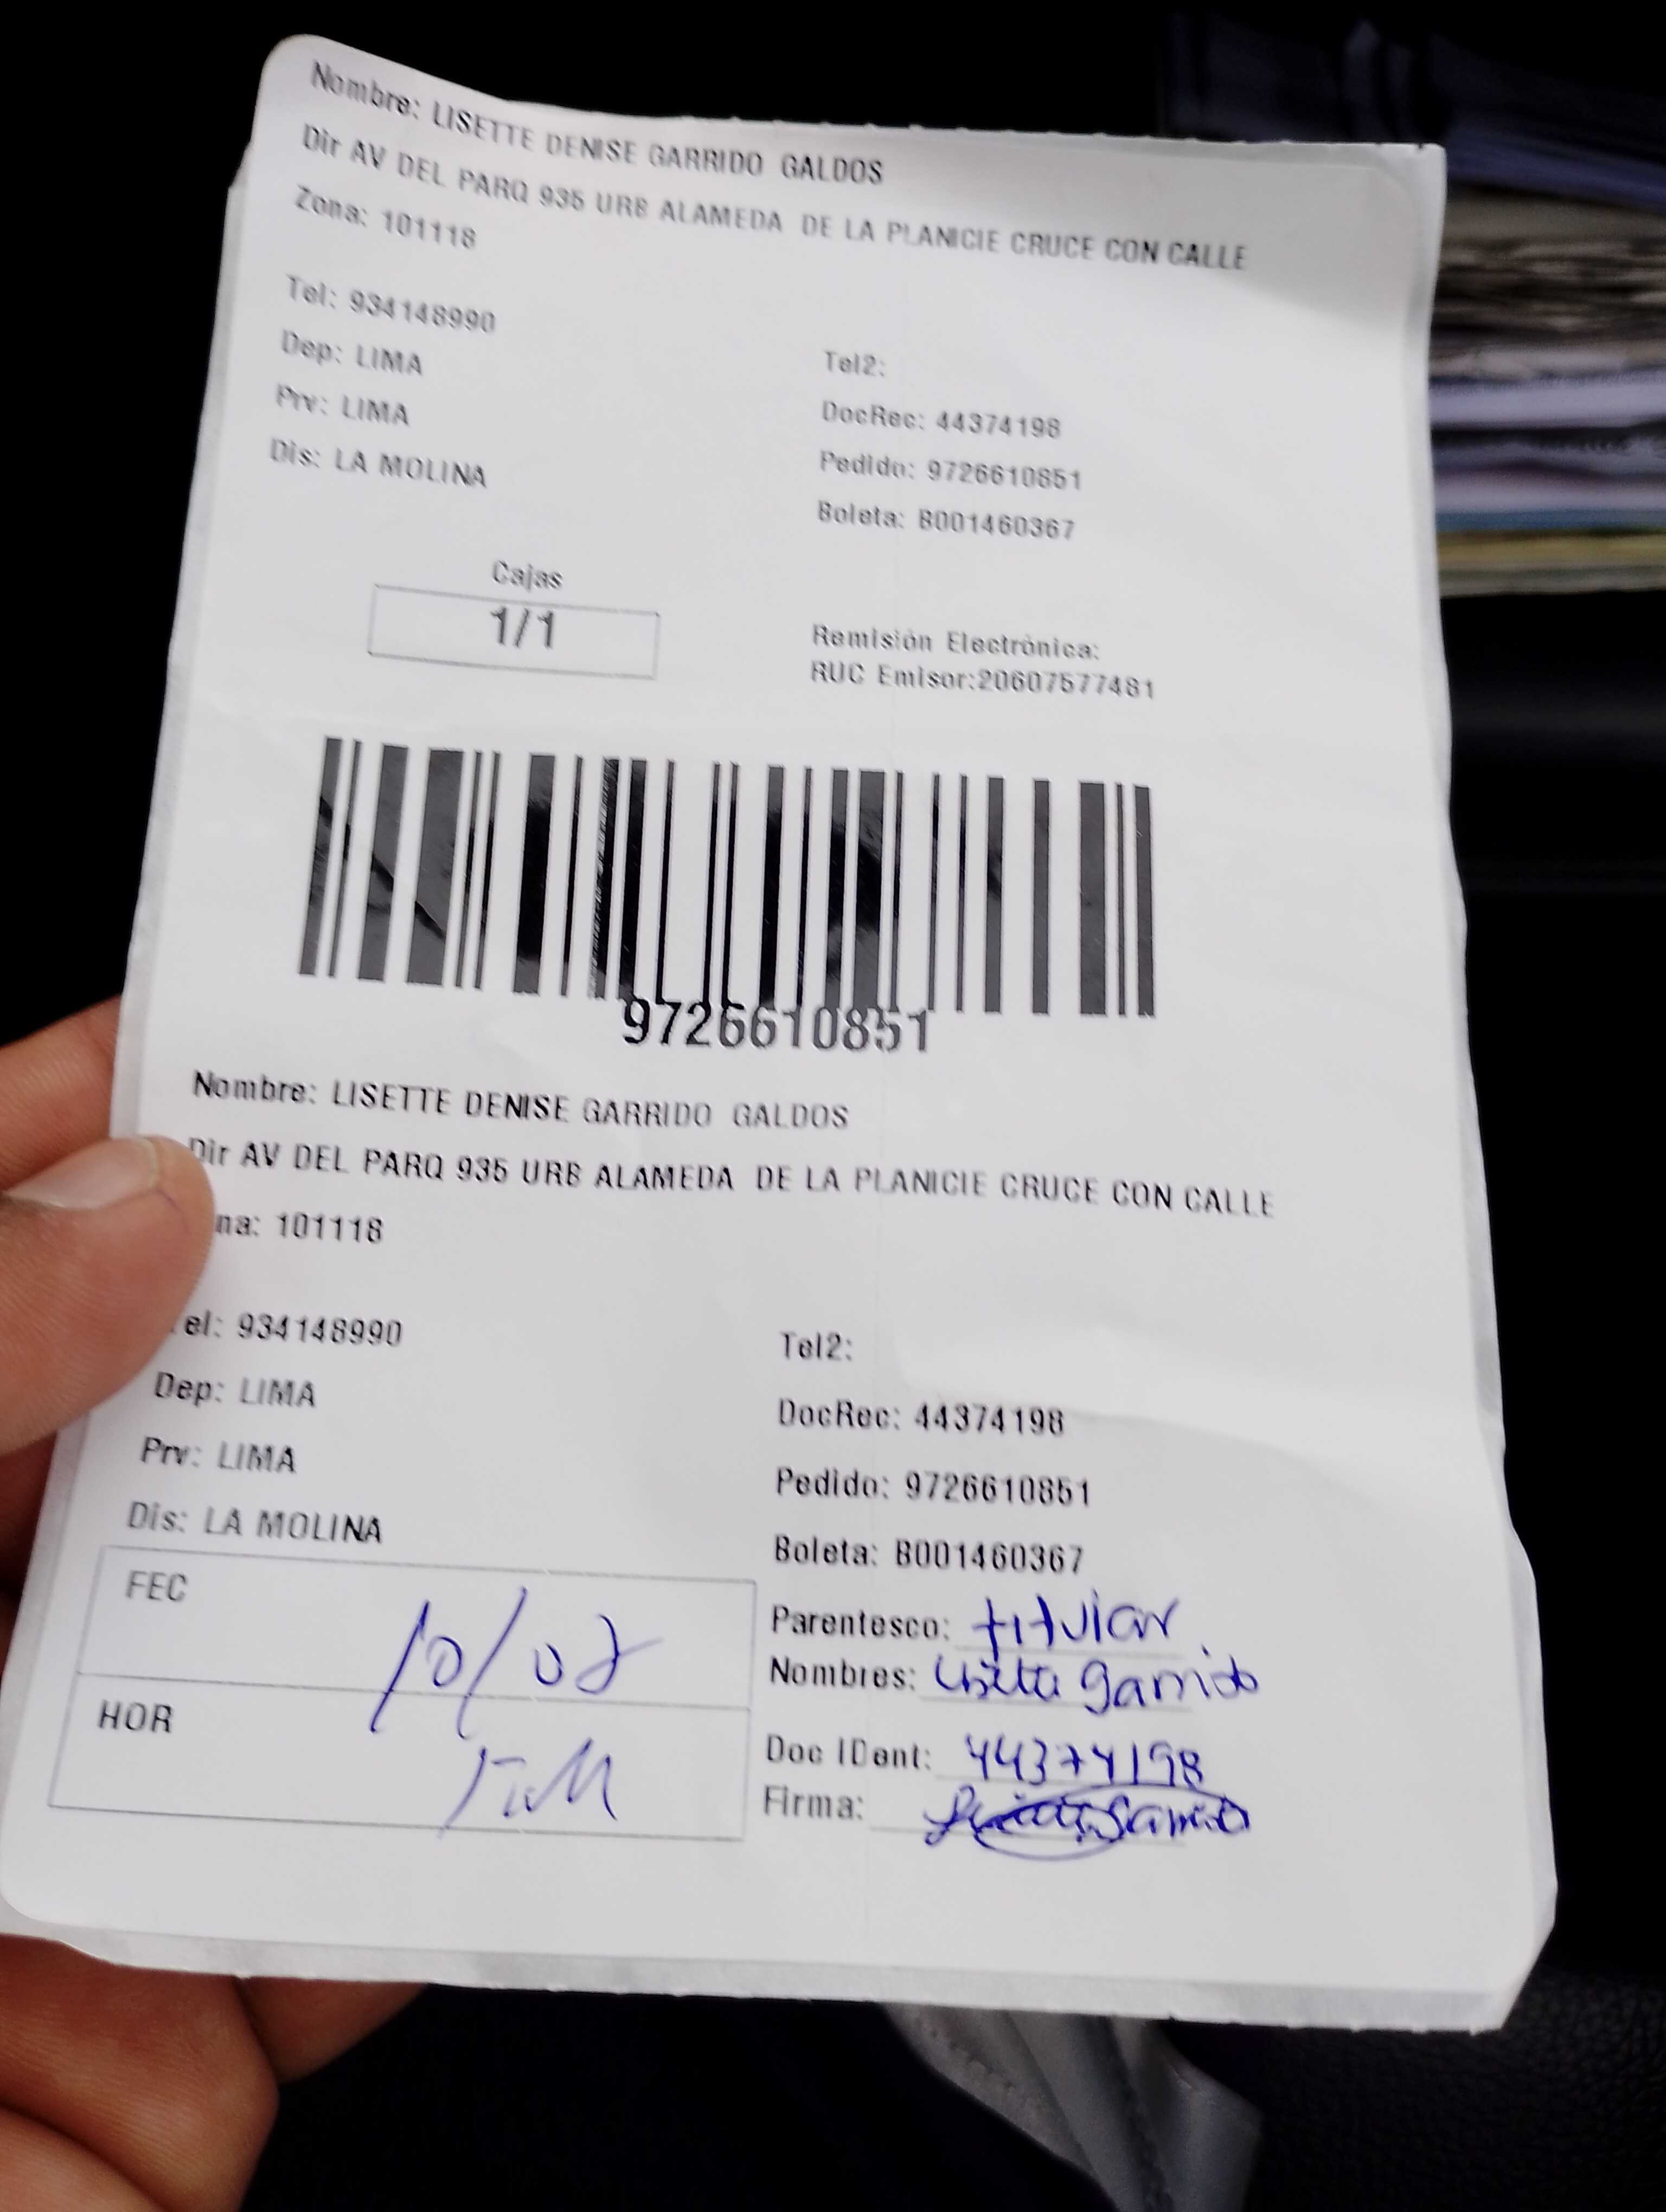 Nombre: LISETTE DENISE GARRIDO GALDOS
Dir AV DEL PARQ 935 URB ALAMEDA DE LA PLANICIE CRUCE CON CALLE
Zona: 101118
Tel: 934148990
Tel2:
Dep: LIMA
DocRec: 44374198
Prv: LIMA
Pedido: 9726610851
Dis: LA MOLINA
Boleta: B001460367
Cajas
1/1
Remisión Electrónica:
RUC Emisor:20607577481
9726610851
Nombre: LISETTE DENISE GARRIDO GALDOS
Dir AV DEL PARQ 935 URB ALAMEDA DE LA PLANICIE CRUCE CON CALLE
na: 101118
el: 934148990
Tel2:
Dep: LIMA
DocRec: 44374198
Prv: LIMA
Pedido: 9726610851
Dis: LA MOLINA
Boleta: B001460367
FEC 10/02
Parentesco: titular
Nombres: garrido
HOR
Doc IDent: 44374198
Firma: